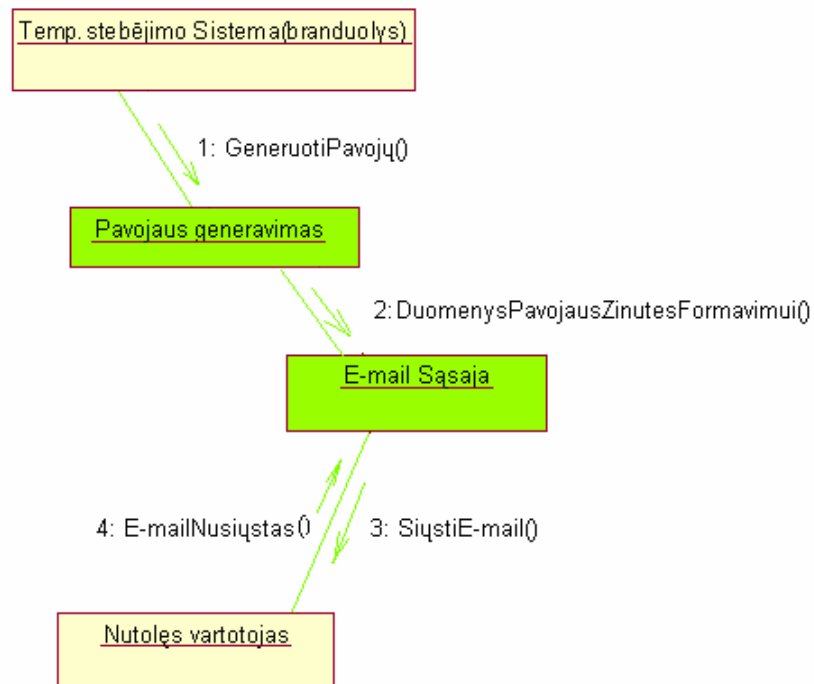 Temp. stebėjimo Sistema(branduolys)
1: GeneruotiPavojų()
Pavojaus generavimas
2: DuomenysPavojausZinutesFormavimui()
E-mail Sąsaja
4: E-mailNusiųstas()
3: SiųstiE-mail()
Nutolęs vartotojas